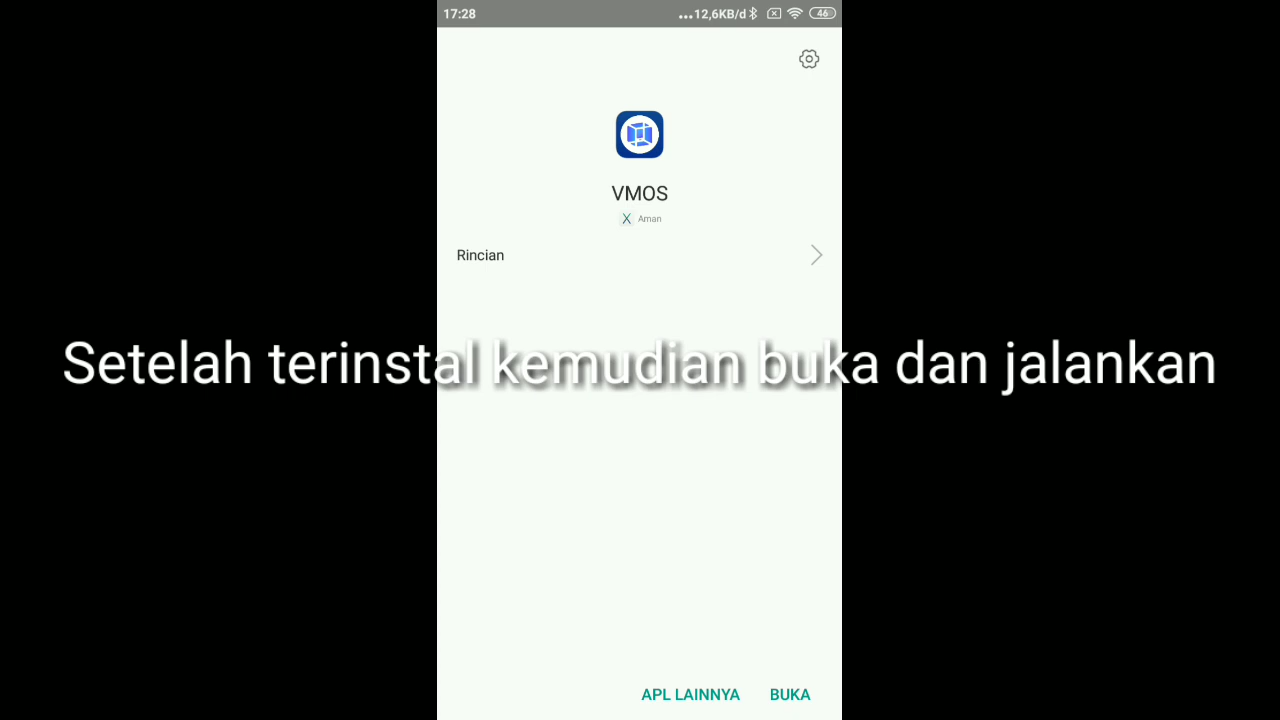 17:28
...12,6KB/d
46
VMOS
Aman
Rincian
Setelah terinstal kemudian buka dan jalankan
APL LAINNYA BUKA